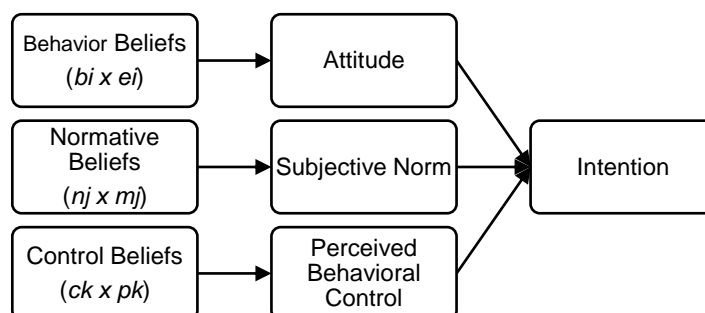 Behavior Beliefs
(bi x ei)
Attitude
Normative
Beliefs
(nj x mj)
Subjective Norm
Intention
Control Beliefs
(ck x pk)
Perceived
Behavioral
Control